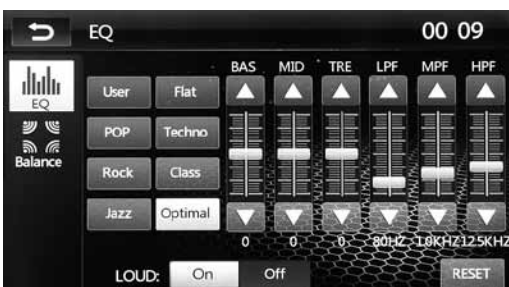 EQ 00 09
BAS MID TRE LPF MPF HPF
EQ
User Flat
POP Techno
Balance
Rock Class
Jazz Optimal
0 0 0 80HZ 1.0KHZ 12.5KHZ
LOUD: On Off RESET